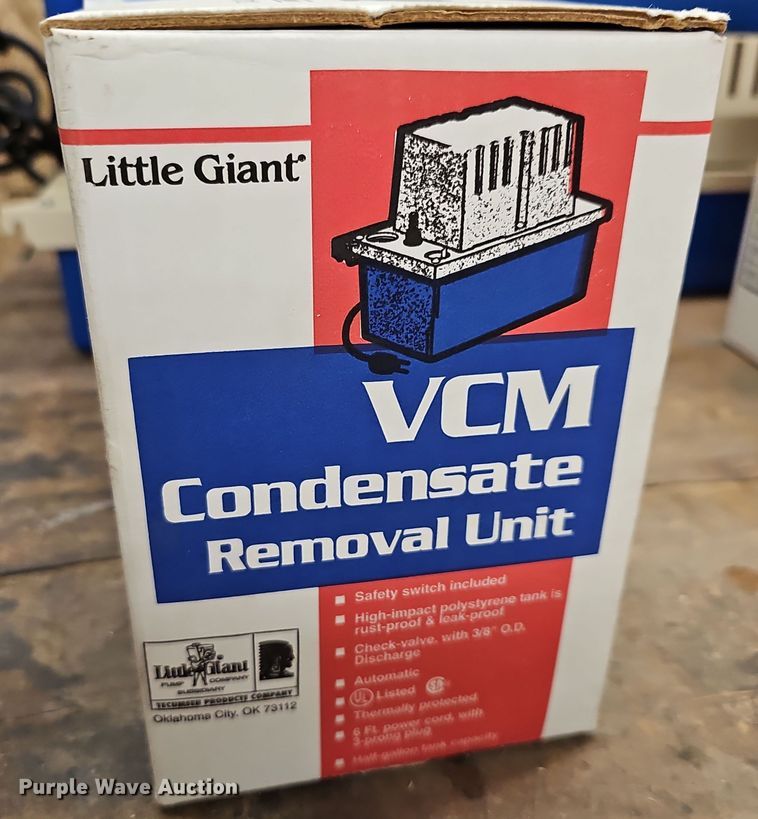 Little Giant®
VCM
Condensate
Removal Unit
Safety switch included
High-impact polystyrene tank is
rust-proof & leak-proof
Check-valve, with 3/8" O.D.
Discharge
Automatic
UL Listed
Thermally protected
6 Ft. power cord, with
3-prong plug
Half-gallon tank capacity
Little Giant
PUMP COMPANY
SUBSIDIARY
TECUMSEH PRODUCTS COMPANY
Oklahoma City, OK 73112
Purple Wave Auction